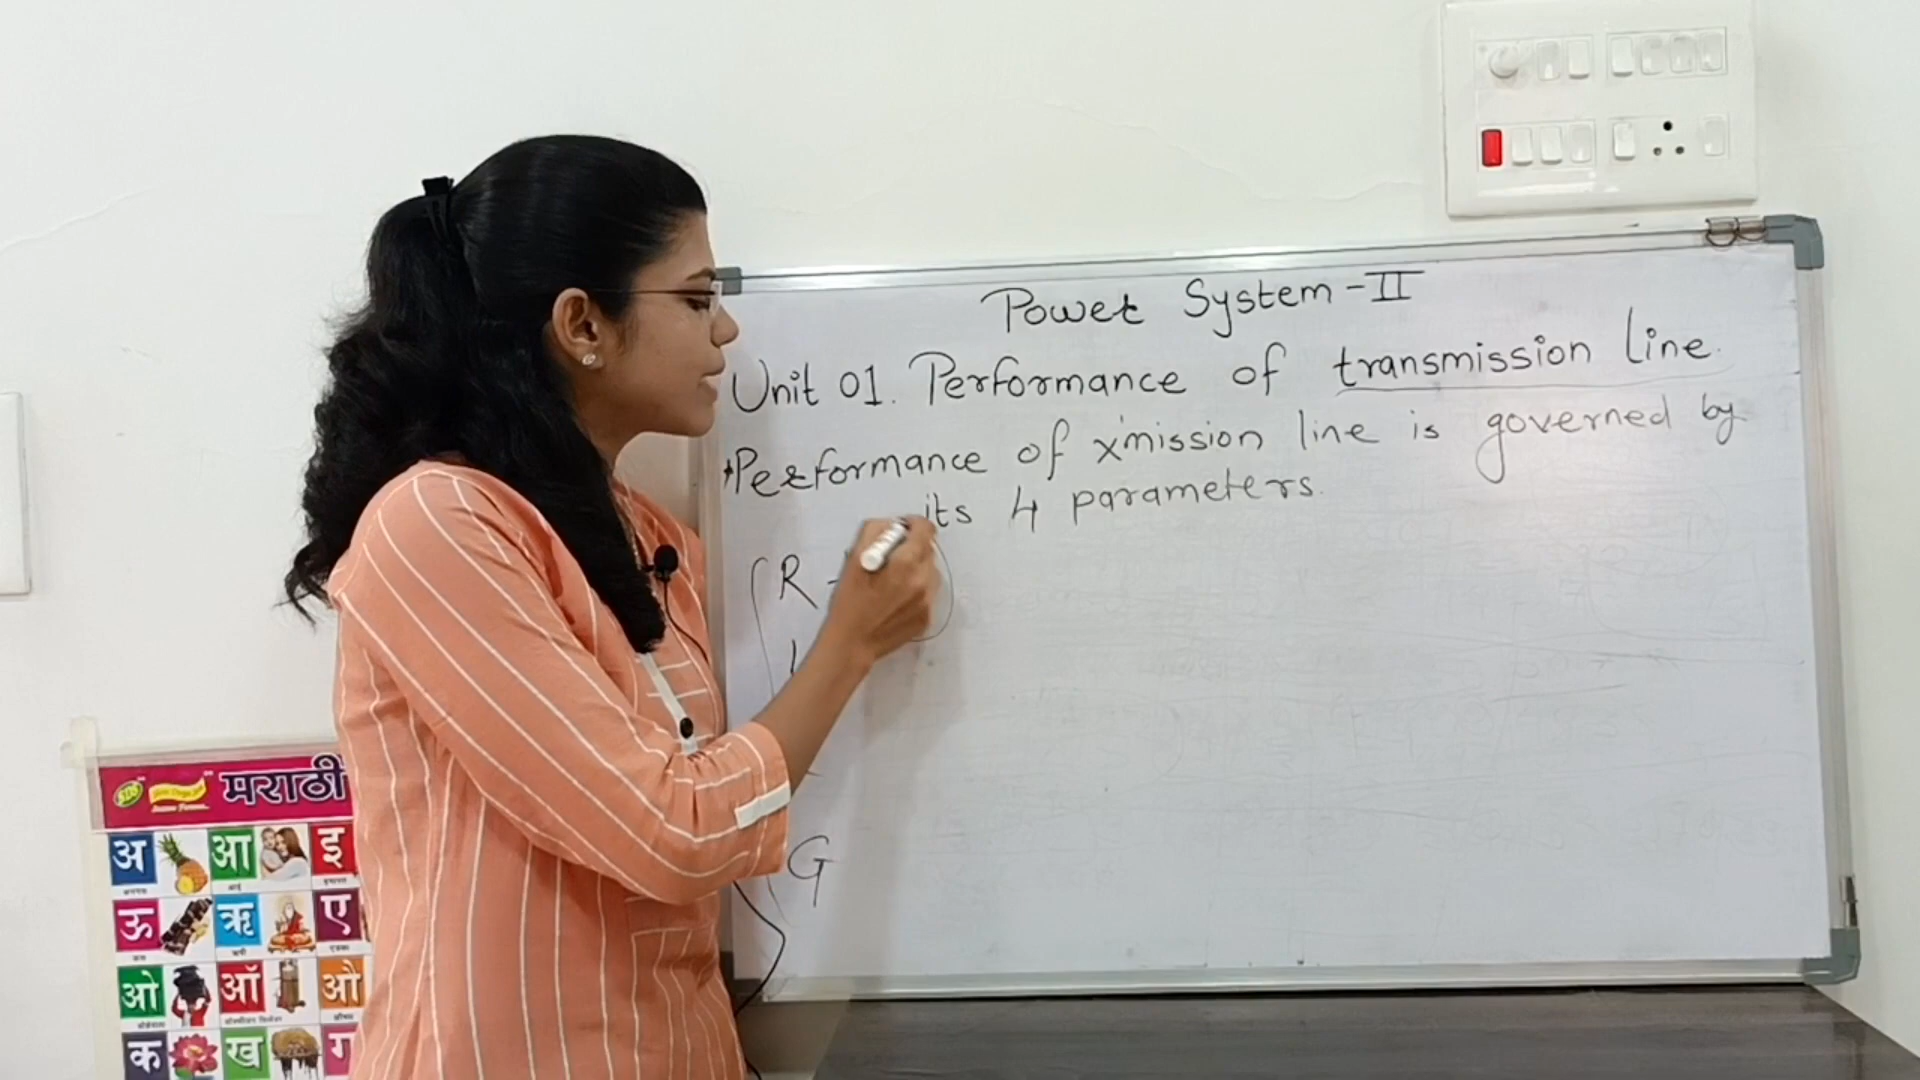 Power System - II
Unit 01. Performance of transmission line.
Performance of x'mission line is governed by
its 4 parameters.
R -
L
G
मराठी
अ आ इ
ऊ ऋ ए
ओ ऑ औ
क ख ग